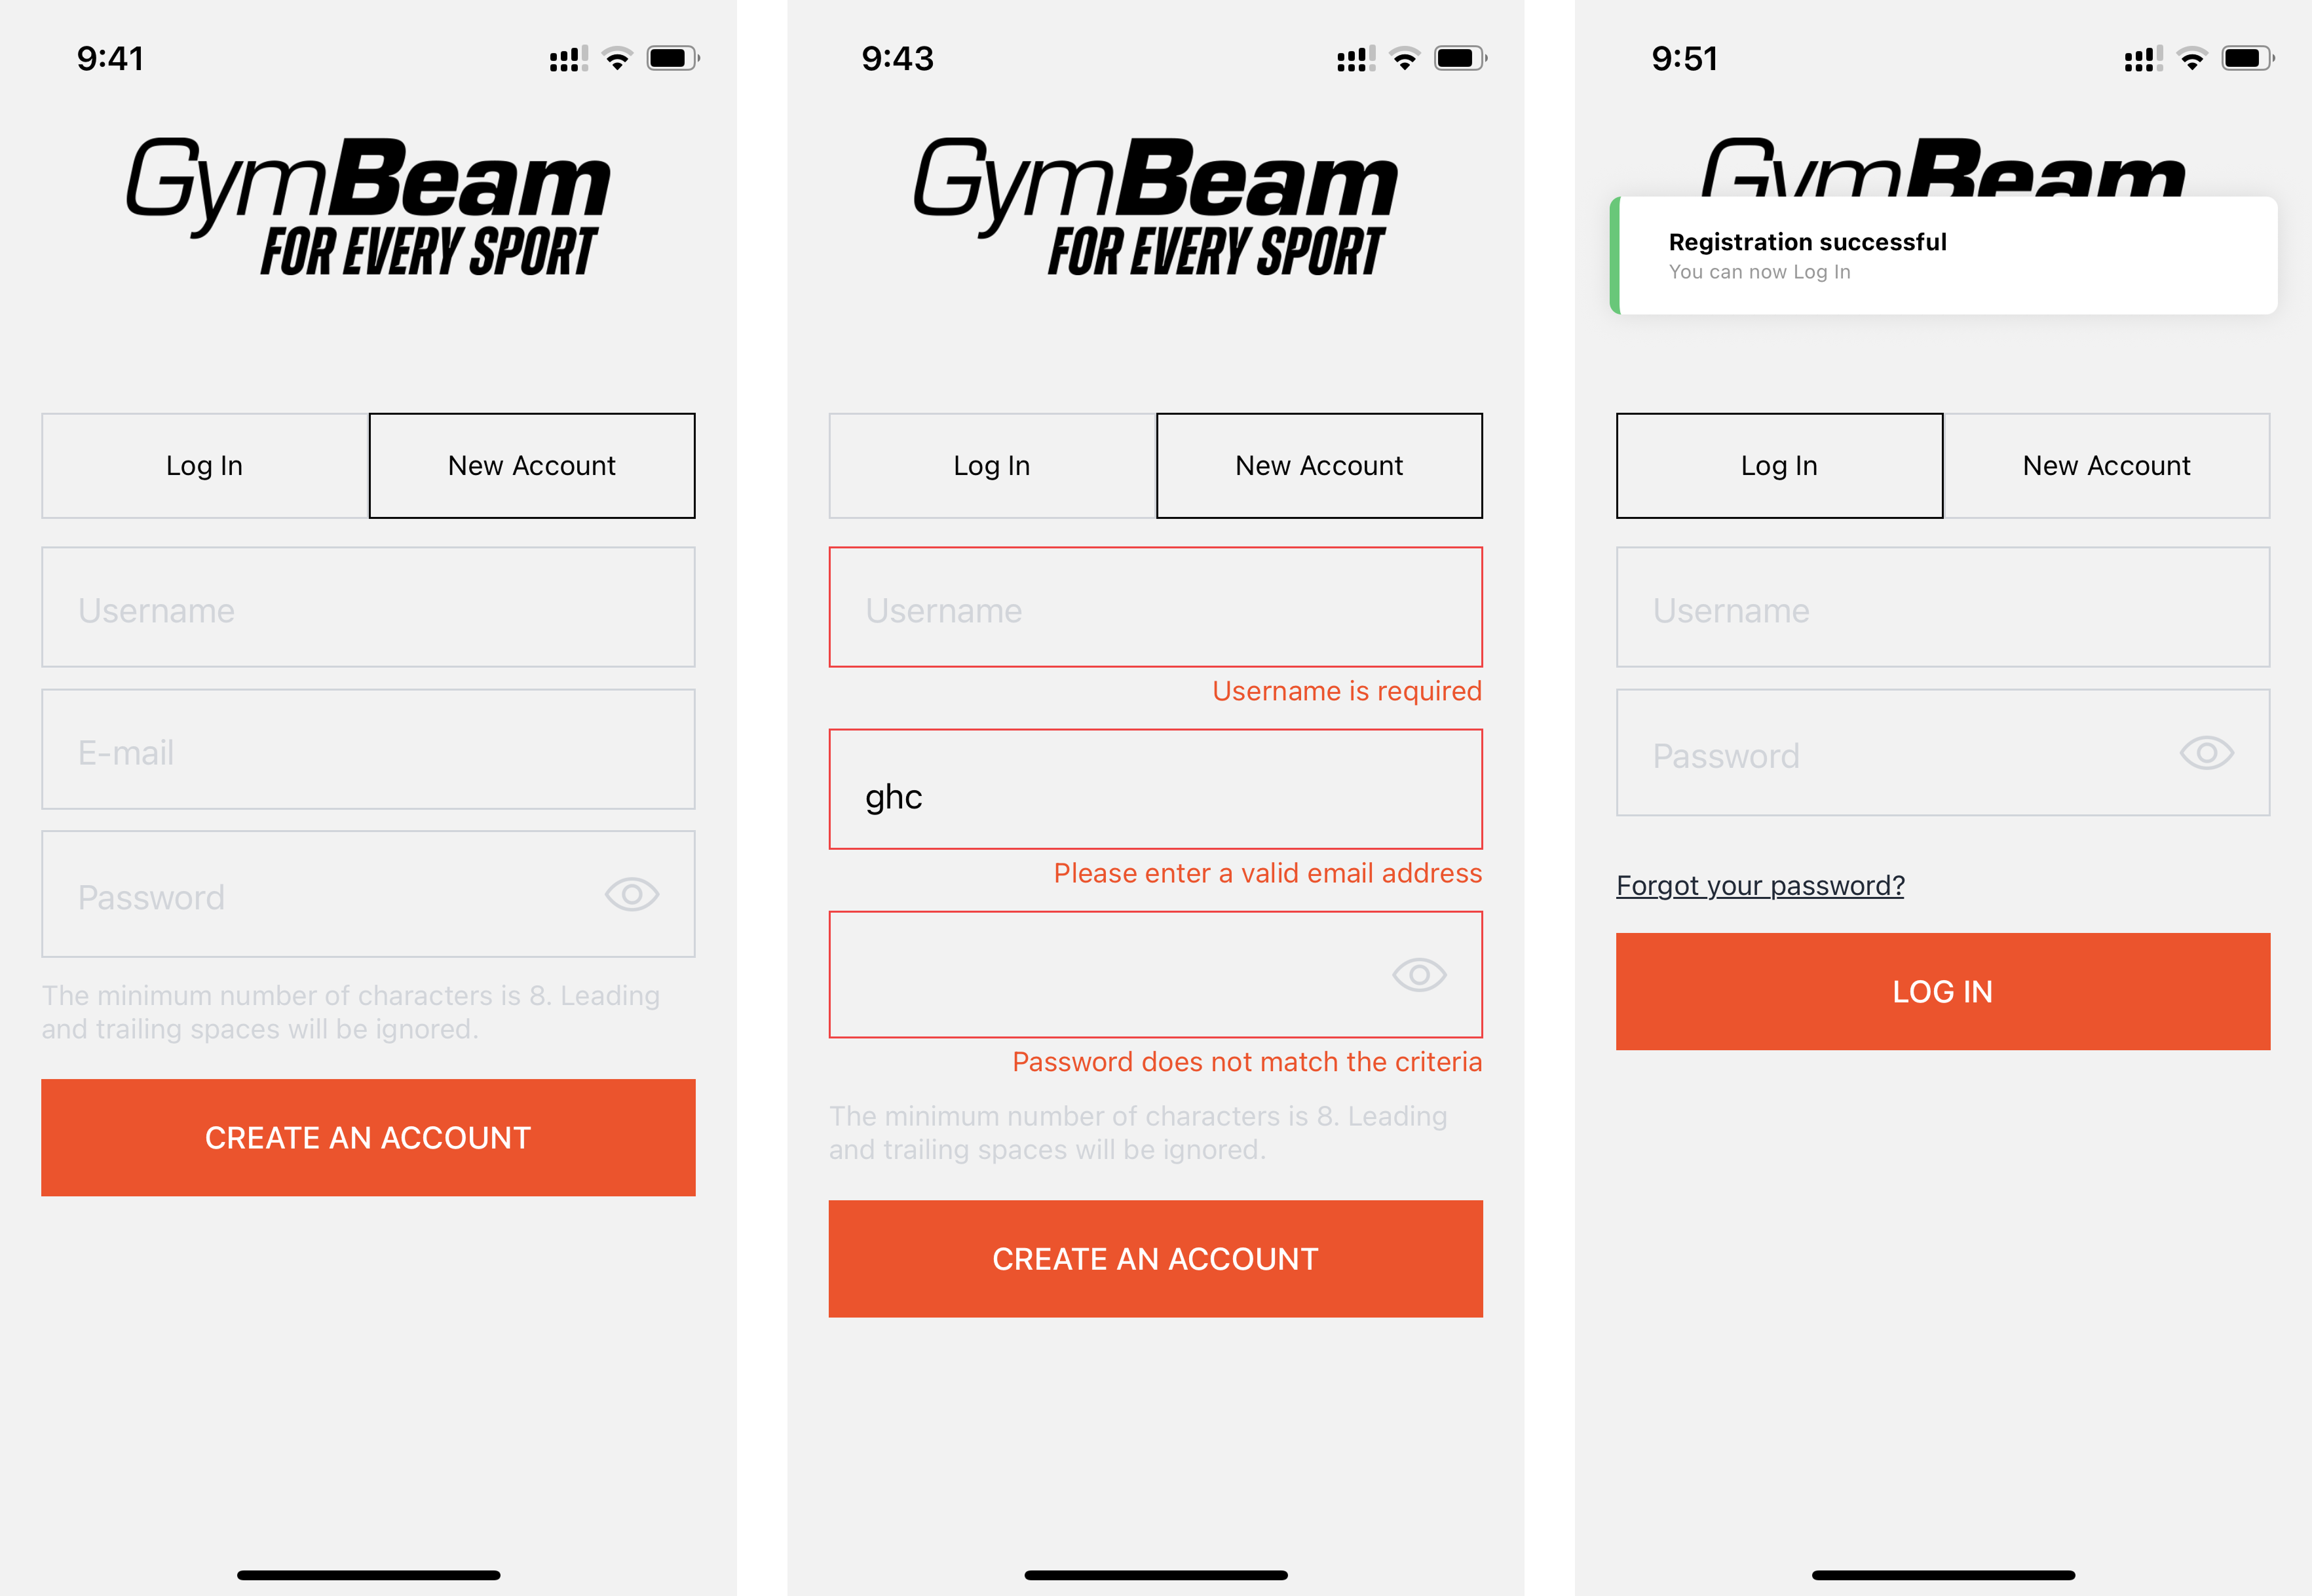 9:41
GymBeam
FOR EVERY SPORT
Log In
New Account
Username
E-mail
Password
The minimum number of characters is 8. Leading
and trailing spaces will be ignored.
CREATE AN ACCOUNT
9:43
GymBeam
FOR EVERY SPORT
Log In
New Account
Username
Username is required
ghc
Please enter a valid email address
Password does not match the criteria
The minimum number of characters is 8. Leading
and trailing spaces will be ignored.
CREATE AN ACCOUNT
9:51
GymBeam
Registration successful
You can now Log In
Log In
New Account
Username
Password
Forgot your password?
LOG IN